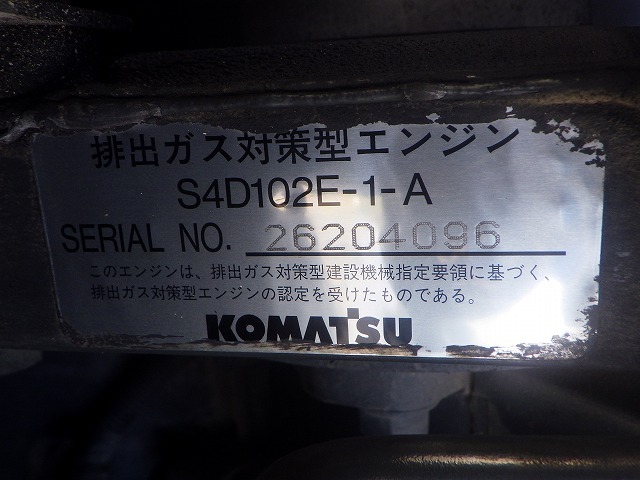 排出ガス対策型エンジン
S4D102E-1-A
SERIAL NO. 26204096
このエンジンは、排出ガス対策型建設機械指定要領に基づく、
排出ガス対策型エンジンの認定を受けたものである。
KOMATSU